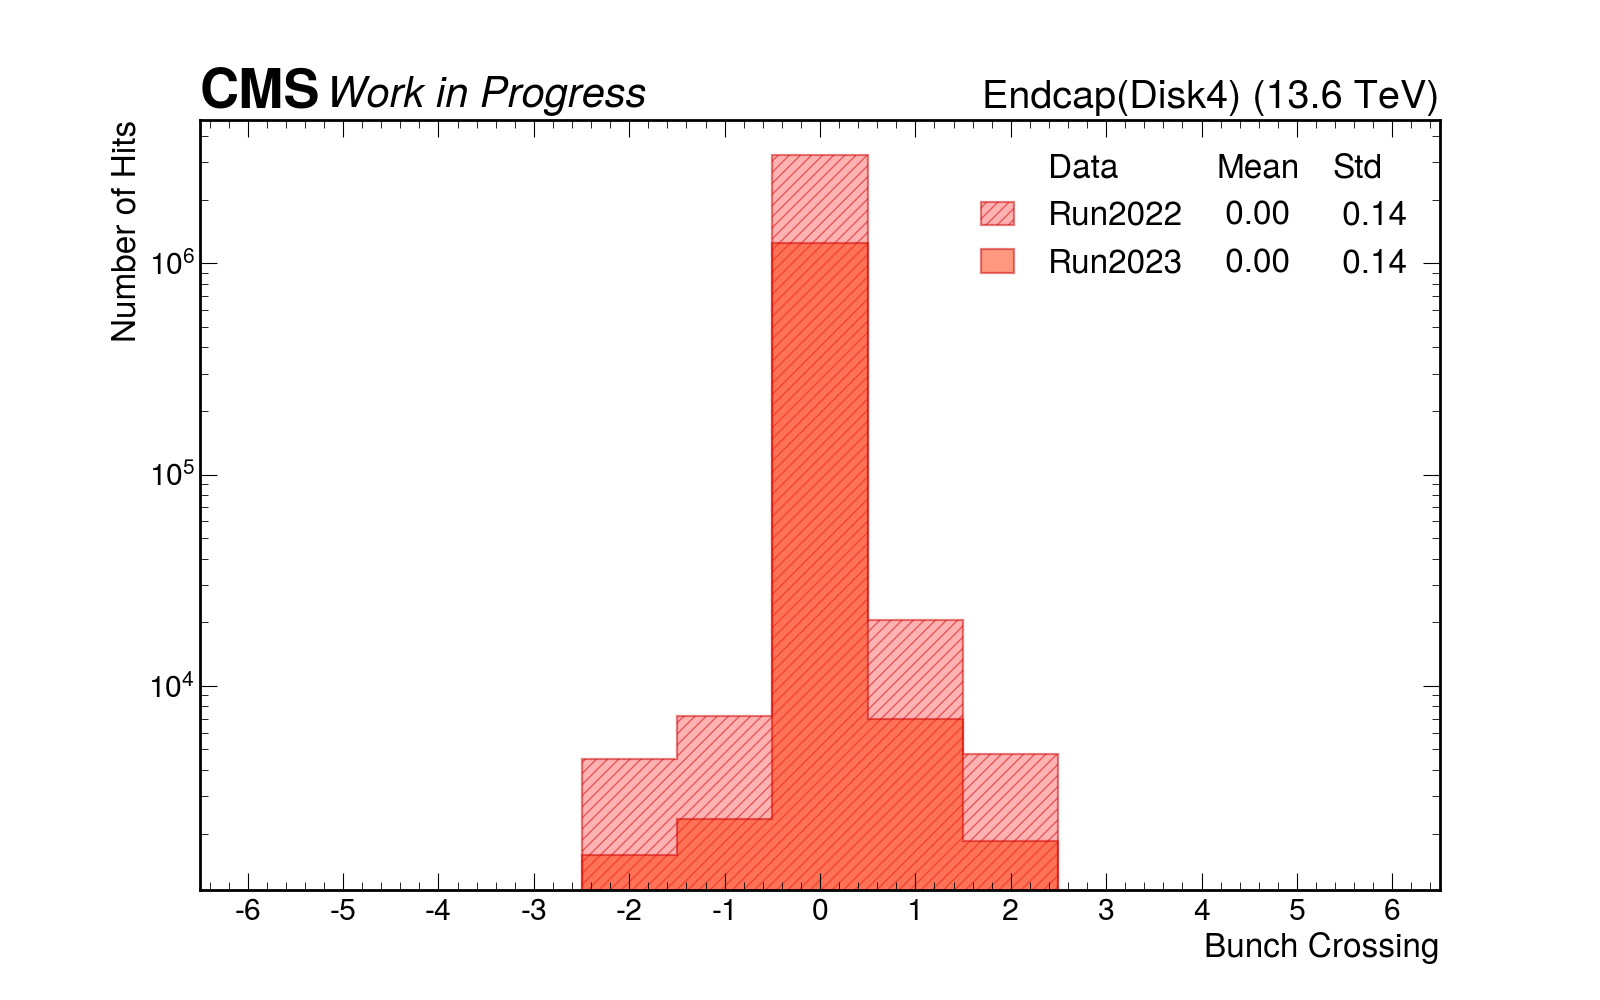 CMS Work in Progress
Endcap(Disk4) (13.6 TeV)
Number of Hits
Data Mean Std
Run2022 0.00 0.14
Run2023 0.00 0.14
10⁶
10⁵
10⁴
-6 -5 -4 -3 -2 -1 0 1 2 3 4 5 6
Bunch Crossing